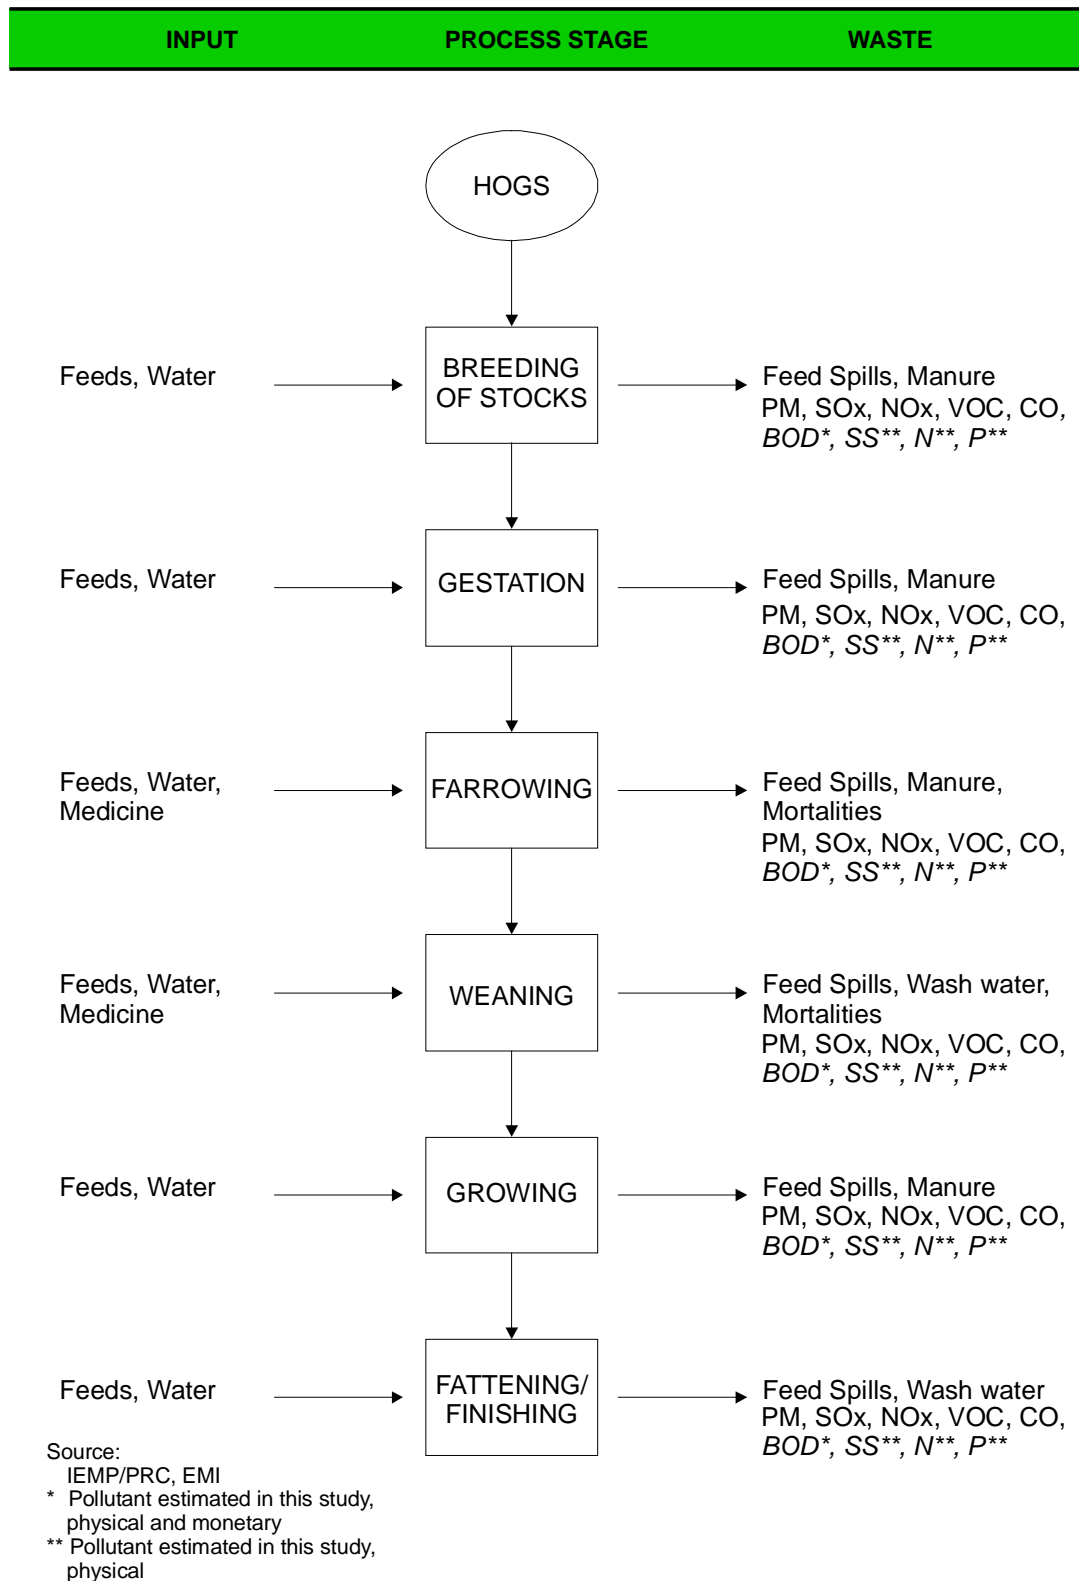 INPUT PROCESS STAGE WASTE
HOGS
Feeds, Water
BREEDING
OF STOCKS
Feed Spills, Manure
PM, SOx, NOx, VOC, CO,
BOD*, SS**, N**, P**
Feeds, Water
GESTATION
Feed Spills, Manure
PM, SOx, NOx, VOC, CO,
BOD*, SS**, N**, P**
Feeds, Water,
Medicine
FARROWING
Feed Spills, Manure,
Mortalities
PM, SOx, NOx, VOC, CO,
BOD*, SS**, N**, P**
Feeds, Water,
Medicine
WEANING
Feed Spills, Wash water,
Mortalities
PM, SOx, NOx, VOC, CO,
BOD*, SS**, N**, P**
Feeds, Water
GROWING
Feed Spills, Manure
PM, SOx, NOx, VOC, CO,
BOD*, SS**, N**, P**
Feeds, Water
FATTENING/
FINISHING
Feed Spills, Wash water
PM, SOx, NOx, VOC, CO,
BOD*, SS**, N**, P**
Source:
IEMP/PRC, EMI
* Pollutant estimated in this study,
physical and monetary
** Pollutant estimated in this study,
physical